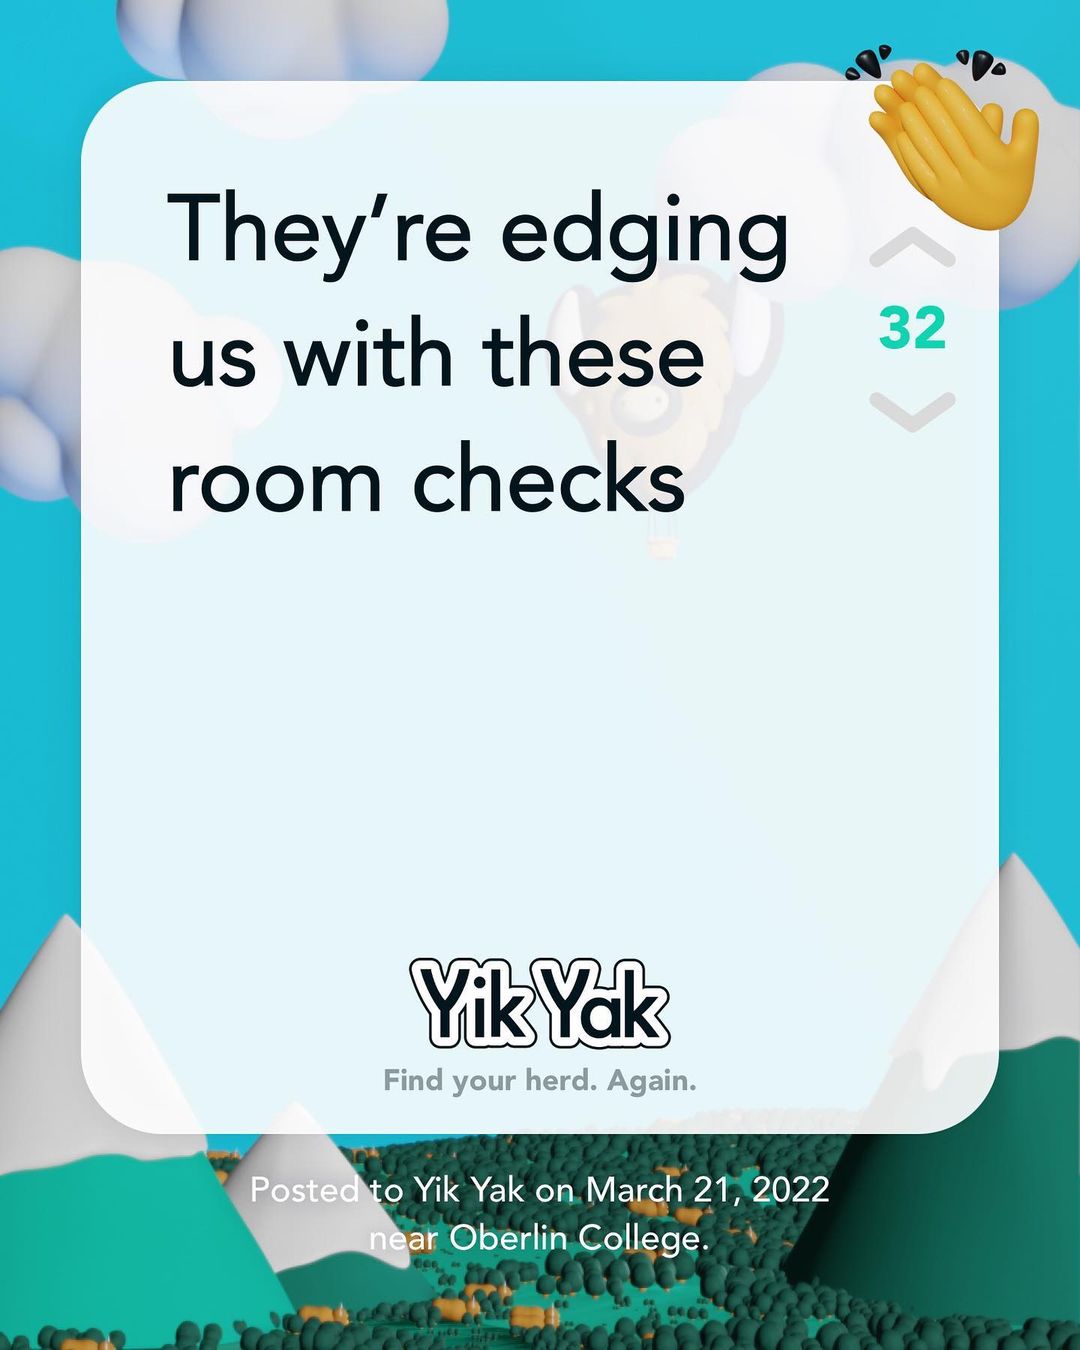 They’re edging
us with these
room checks
32
Yik Yak
Find your herd. Again.
Posted to Yik Yak on March 21, 2022
near Oberlin College.